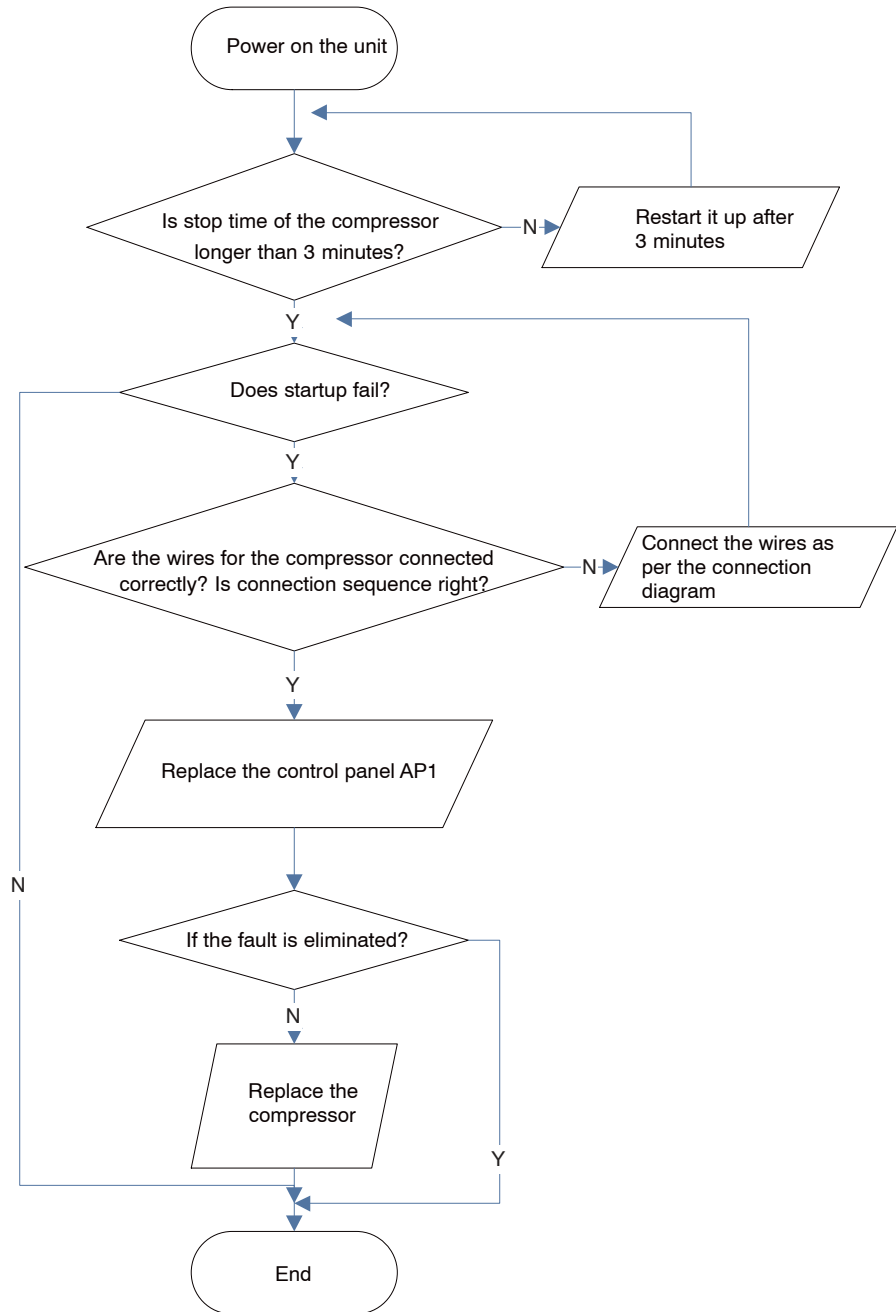 Power on the unit
Is stop time of the compressor
longer than 3 minutes?
N
Restart it up after
3 minutes
Y
Does startup fail?
Y
Are the wires for the compressor connected
correctly? Is connection sequence right?
N
Connect the wires as
per the connection
diagram
Y
Replace the control panel AP1
N
If the fault is eliminated?
N
Replace the
compressor
Y
End